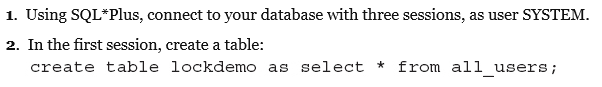 1. Using SQL*Plus, connect to your database with three sessions, as user SYSTEM.
2. In the first session, create a table:
create table lockdemo as select * from all_users;